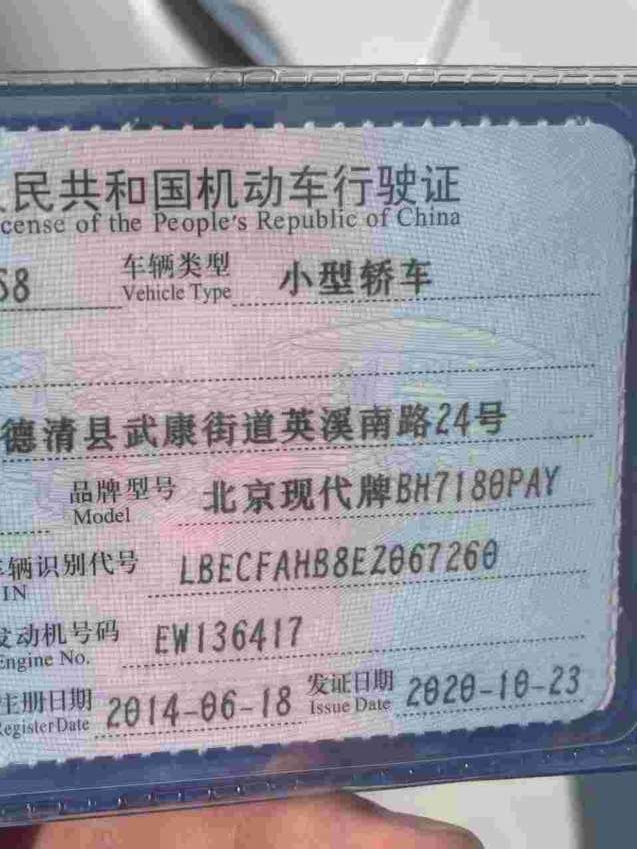 民共和国机动车行驶证
cense of the People's Republic of China
58 车辆类型 小型轿车
Vehicle Type
德清县武康街道英溪南路24号
品牌型号 北京现代牌BH7180PAY
Model
车辆识别代号 LBECFAHB8EZ067260
IN
发动机号码 EW136417
Engine No.
注册日期 2014-06-18 发证日期 2020-10-23
RegisterDate Issue Date